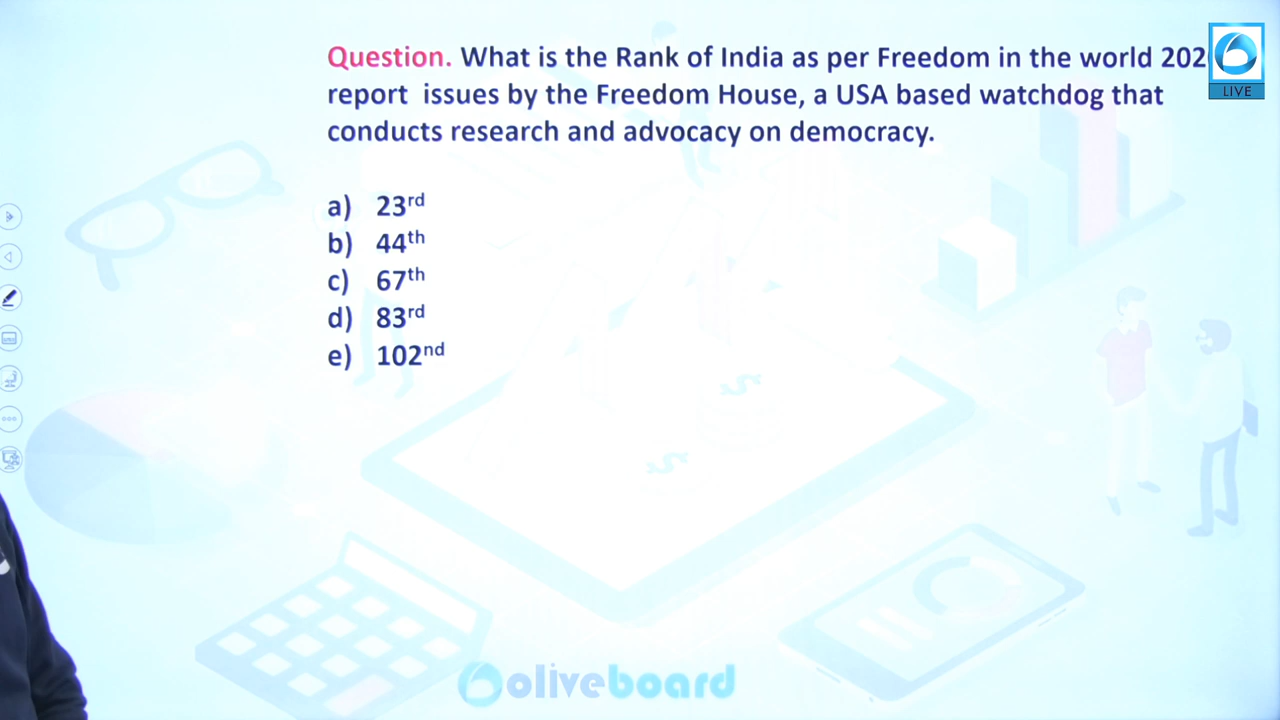 Question. What is the Rank of India as per Freedom in the world 202
report issues by the Freedom House, a USA based watchdog that
conducts research and advocacy on democracy.
a) 23rd
b) 44th
c) 67th
d) 83rd
e) 102nd
LIVE
oliveboard